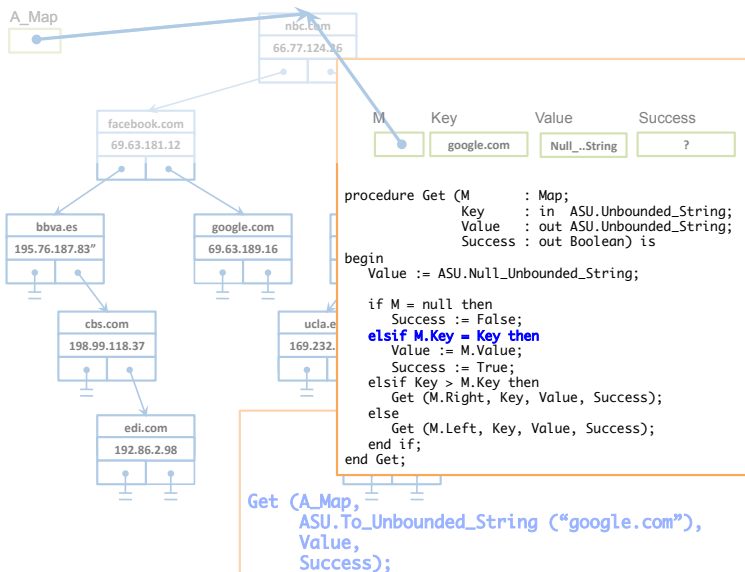 A_Map
nbc.com
66.77.124.26
facebook.com
69.63.181.12
bbva.es
195.76.187.83”
google.com
69.63.189.16
cbs.com
198.99.118.37
ucla.e
169.232.
edi.com
192.86.2.98
M Key Value Success
google.com Null_..String ?
procedure Get (M : Map;
Key : in ASU.Unbounded_String;
Value : out ASU.Unbounded_String;
Success : out Boolean) is
begin
Value := ASU.Null_Unbounded_String;
if M = null then
Success := False;
elsif M.Key = Key then
Value := M.Value;
Success := True;
elsif Key > M.Key then
Get (M.Right, Key, Value, Success);
else
Get (M.Left, Key, Value, Success);
end if;
end Get;
Get (A_Map,
ASU.To_Unbounded_String (“google.com”),
Value,
Success);